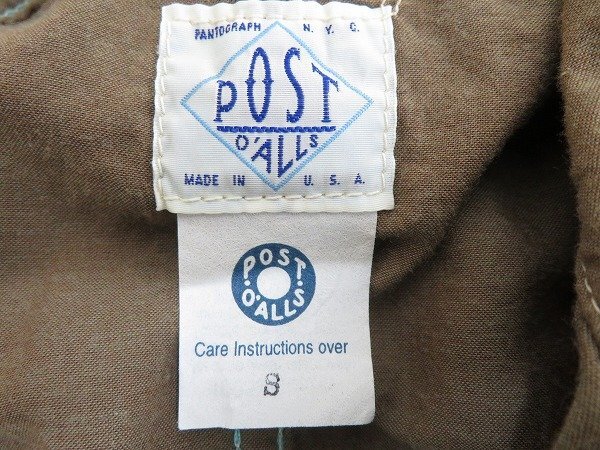 PANTOGRAPH N.Y.C.
POST
O'ALLS
MADE IN U.S.A.
POST
O'ALLS
Care Instructions over
S